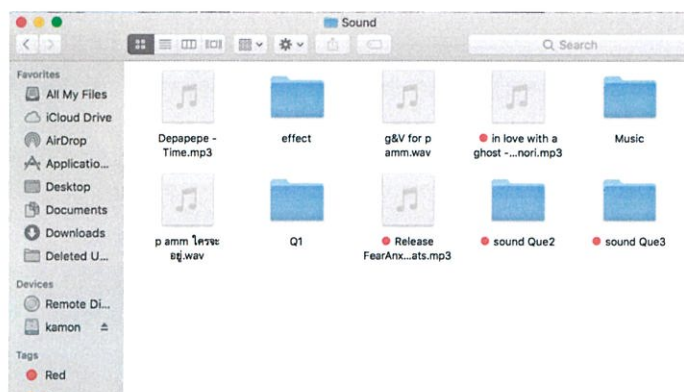 Sound
Search
Favorites
All My Files
iCloud Drive
AirDrop
Applicatio...
Desktop
Documents
Downloads
Deleted U...
Devices
Remote Di...
kamon
Tags
Red
Depapepe -
Time.mp3
effect
g&V for p
amm.wav
in love with a
ghost -...nori.mp3
Music
p amm ใครจะ
อยู่.wav
Q1
Release
FearAnx...ats.mp3
sound Que2
sound Que3